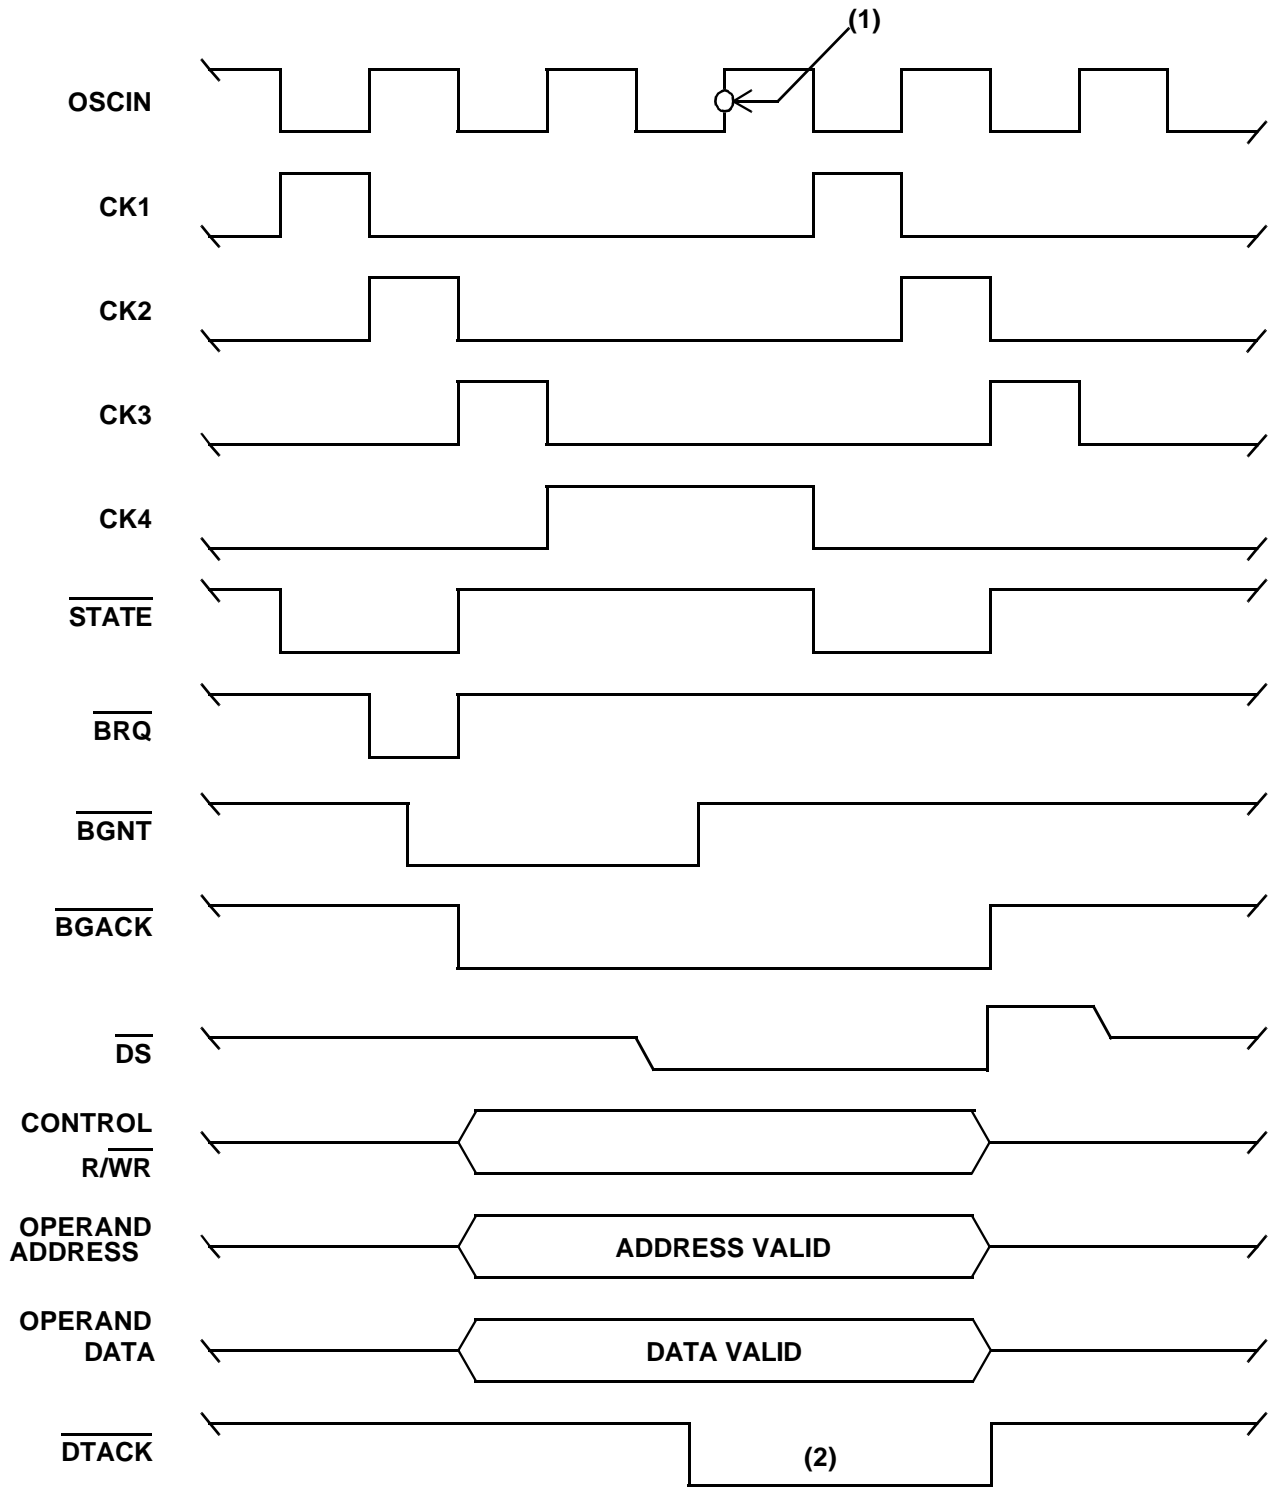 (1)
OSCIN
CK1
CK2
CK3
CK4
STATE
BRQ
BGNT
BGACK
DS
CONTROL
R/WR
OPERAND
ADDRESS
ADDRESS VALID
OPERAND
DATA
DATA VALID
DTACK
(2)